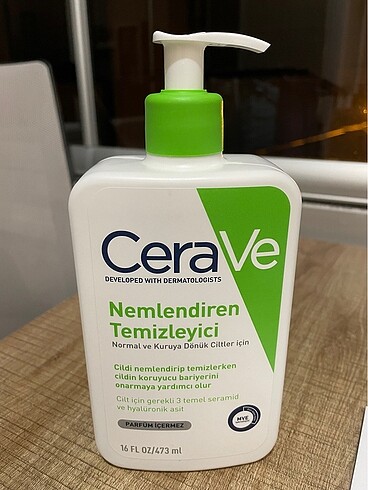 CeraVe
DEVELOPED WITH DERMATOLOGISTS
Nemlendiren
Temizleyici
Normal ve Kuruya Dönük Ciltler için
Cildi nemlendirip temizlerken
cildin koruyucu bariyerini
onarmaya yardımcı olur
Cilt için gerekli 3 temel seramid
ve hyalüronik asit
MVE
PARFÜM İÇERMEZ
16 FL OZ/473 ml